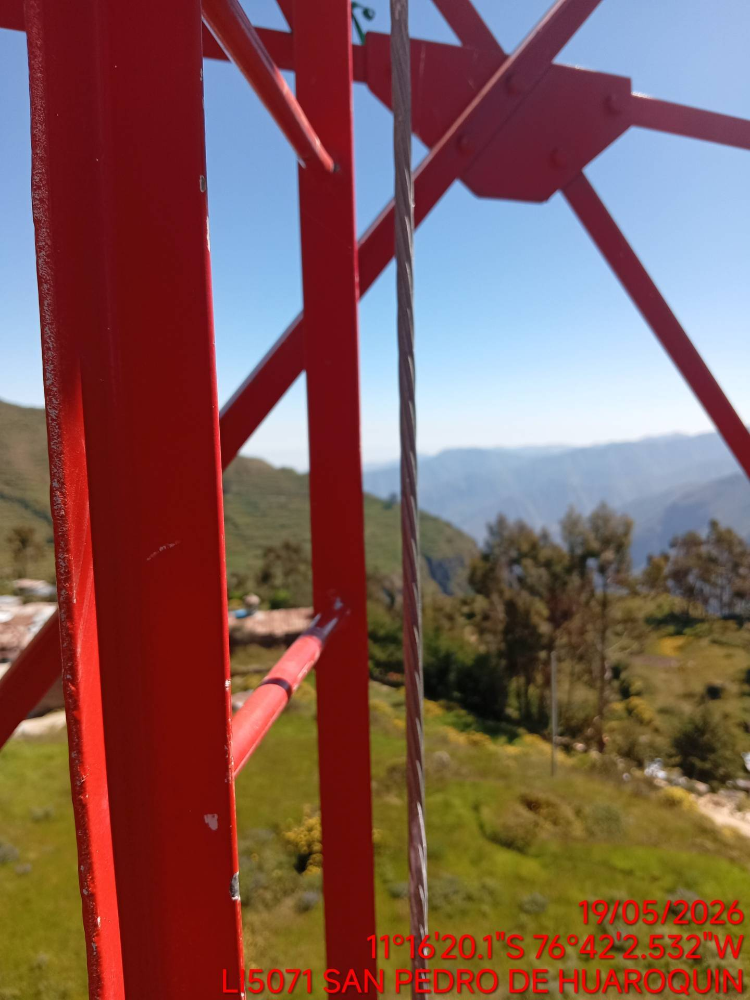 19/05/2026
11°16'20.1"S 76°42'2.532"W
LI5071 SAN PEDRO DE HUAROQUIN